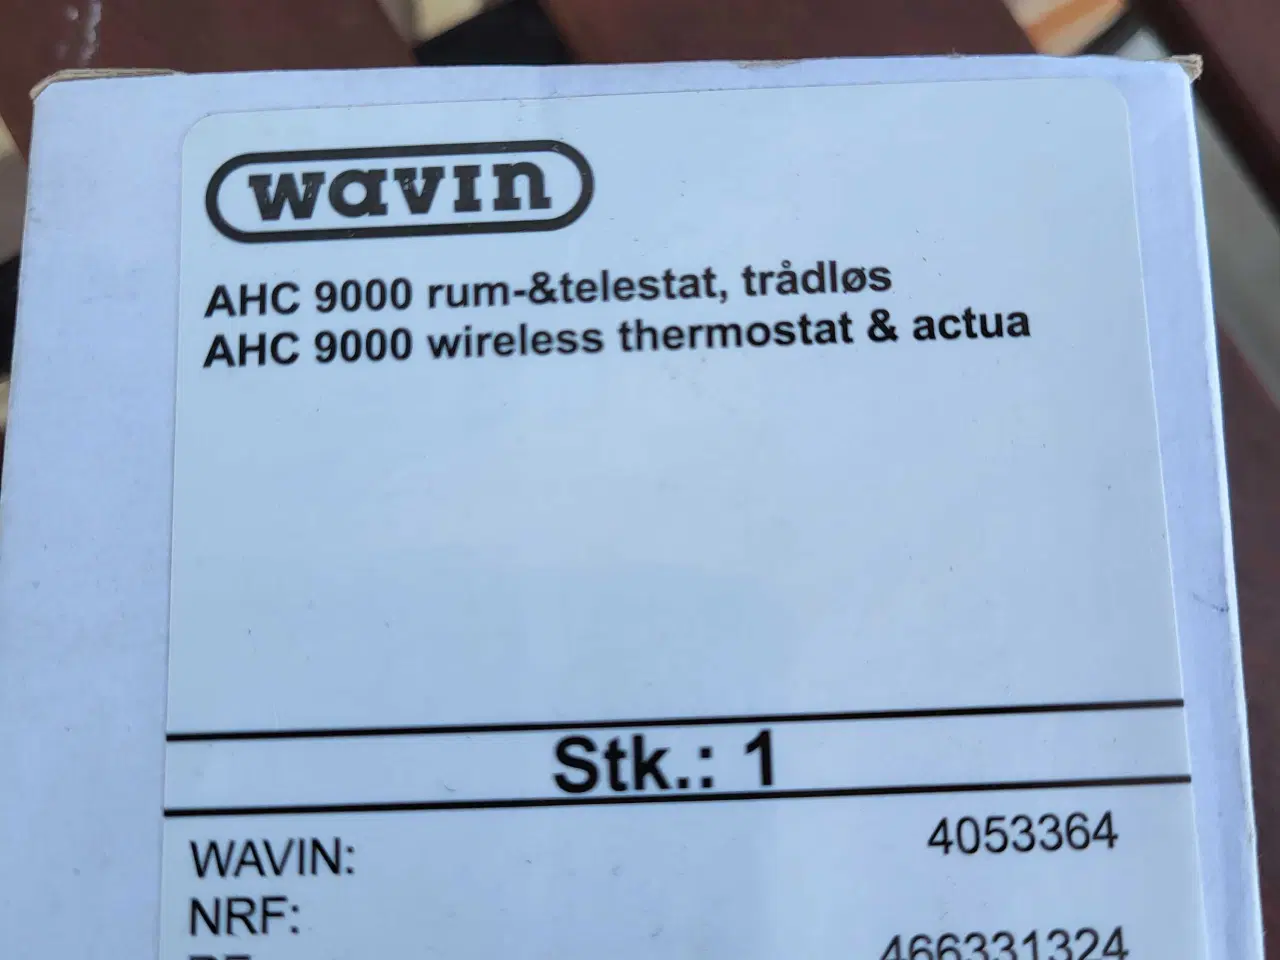 wavin
AHC 9000 rum-&telestat, trådløs
AHC 9000 wireless thermostat & actua
Stk.: 1
WAVIN: 4053364
NRF:
466331324